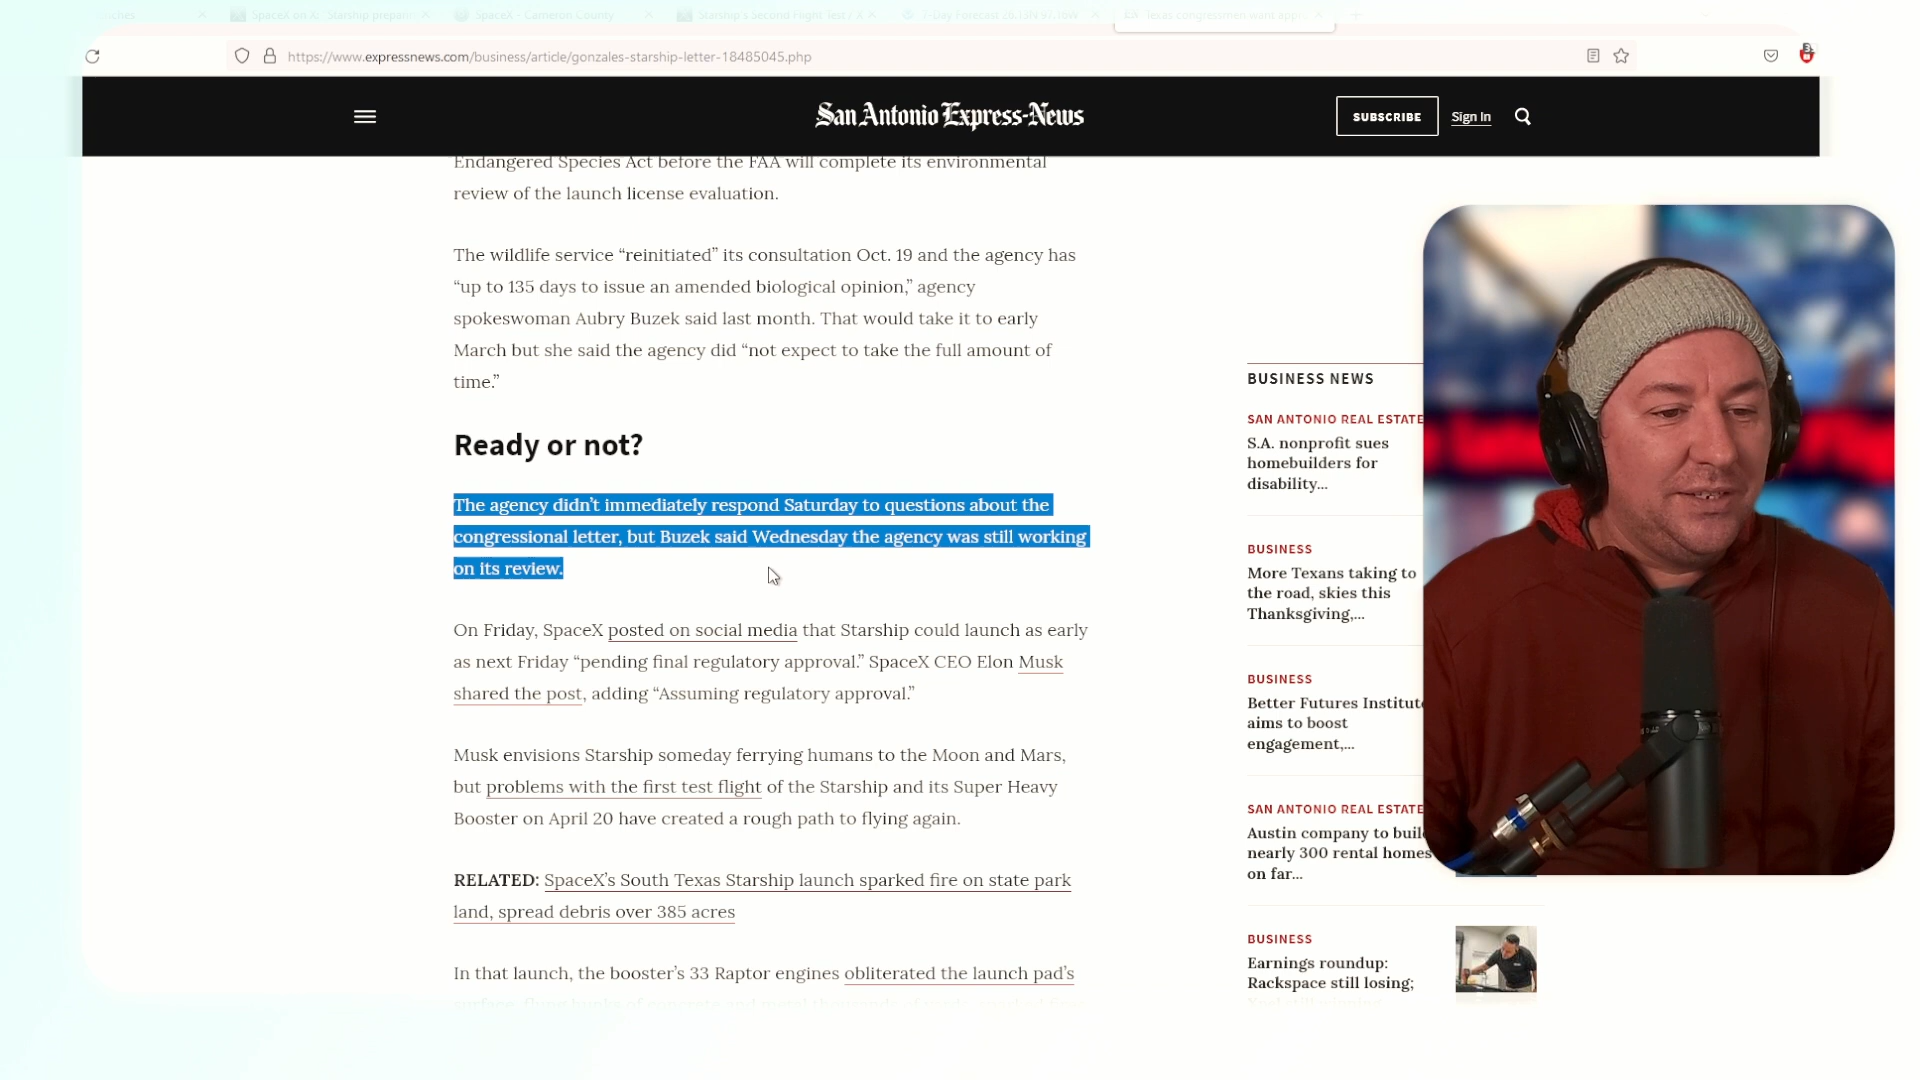 SpaceX - Cameron County
Starship's Second Flight Test / X
Texas congressmen want
https://www.expressnews.com/business/article/gonzales-starship-letter-18485045.php
San Antonio Express-News
SUBSCRIBE
Sign In
Endangered Species Act before the FAA will complete its environmental
review of the launch license evaluation.
The wildlife service “reinitiated” its consultation Oct. 19 and the agency has
“up to 135 days to issue an amended biological opinion,” agency
spokeswoman Aubry Buzek said last month. That would take it to early
March but she said the agency did “not expect to take the full amount of
time.”
Ready or not?
The agency didn’t immediately respond Saturday to questions about the
congressional letter, but Buzek said Wednesday the agency was still working
on its review.
On Friday, SpaceX posted on social media that Starship could launch as early
as next Friday “pending final regulatory approval.” SpaceX CEO Elon Musk
shared the post, adding “Assuming regulatory approval.”
Musk envisions Starship someday ferrying humans to the Moon and Mars,
but problems with the first test flight of the Starship and its Super Heavy
Booster on April 20 have created a rough path to flying again.
RELATED: SpaceX’s South Texas Starship launch sparked fire on state park
land, spread debris over 385 acres
In that launch, the booster’s 33 Raptor engines obliterated the launch pad’s
BUSINESS NEWS
SAN ANTONIO REAL ESTATE
S.A. nonprofit sues
homebuilders for
disability...
BUSINESS
More Texans taking to
the road, skies this
Thanksgiving,...
BUSINESS
Better Futures Institute
aims to boost
engagement,...
SAN ANTONIO REAL ESTATE
Austin company to build
nearly 300 rental homes
on far...
BUSINESS
Earnings roundup:
Rackspace still losing;